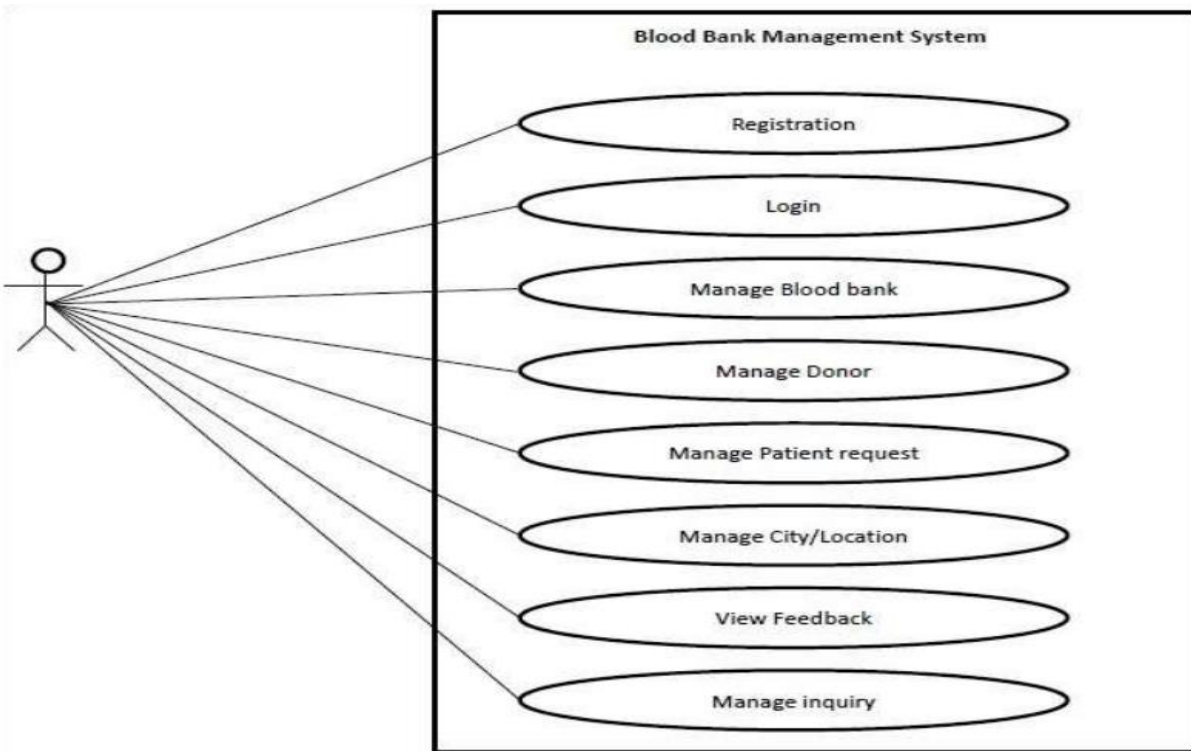 Blood Bank Management System
Registration
Login
Manage Blood bank
Manage Donor
Manage Patient request
Manage City/Location
View Feedback
Manage inquiry